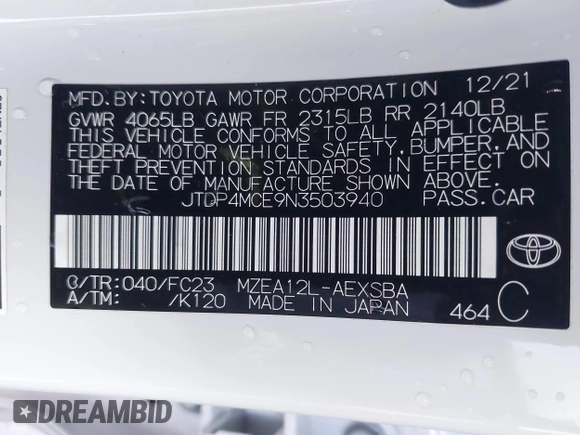 MFD.BY:TOYOTA MOTOR CORPORATION 12/21
GVWR 4065LB GAWR FR 2315LB RR 2140LB
THIS VEHICLE CONFORMS TO ALL APPLICABLE
FEDERAL MOTOR VEHICLE SAFETY,BUMPER,AND
THEFT PREVENTION STANDARDS IN EFFECT ON
THE DATE OF MANUFACTURE SHOWN ABOVE.
JTDP4MCE9N3503940 PASS.CAR
C/TR:040/FC23 MZEA12L-AEXSBA
A/TM: /K120 MADE IN JAPAN 464 C
TOYOTA
DREAMBID